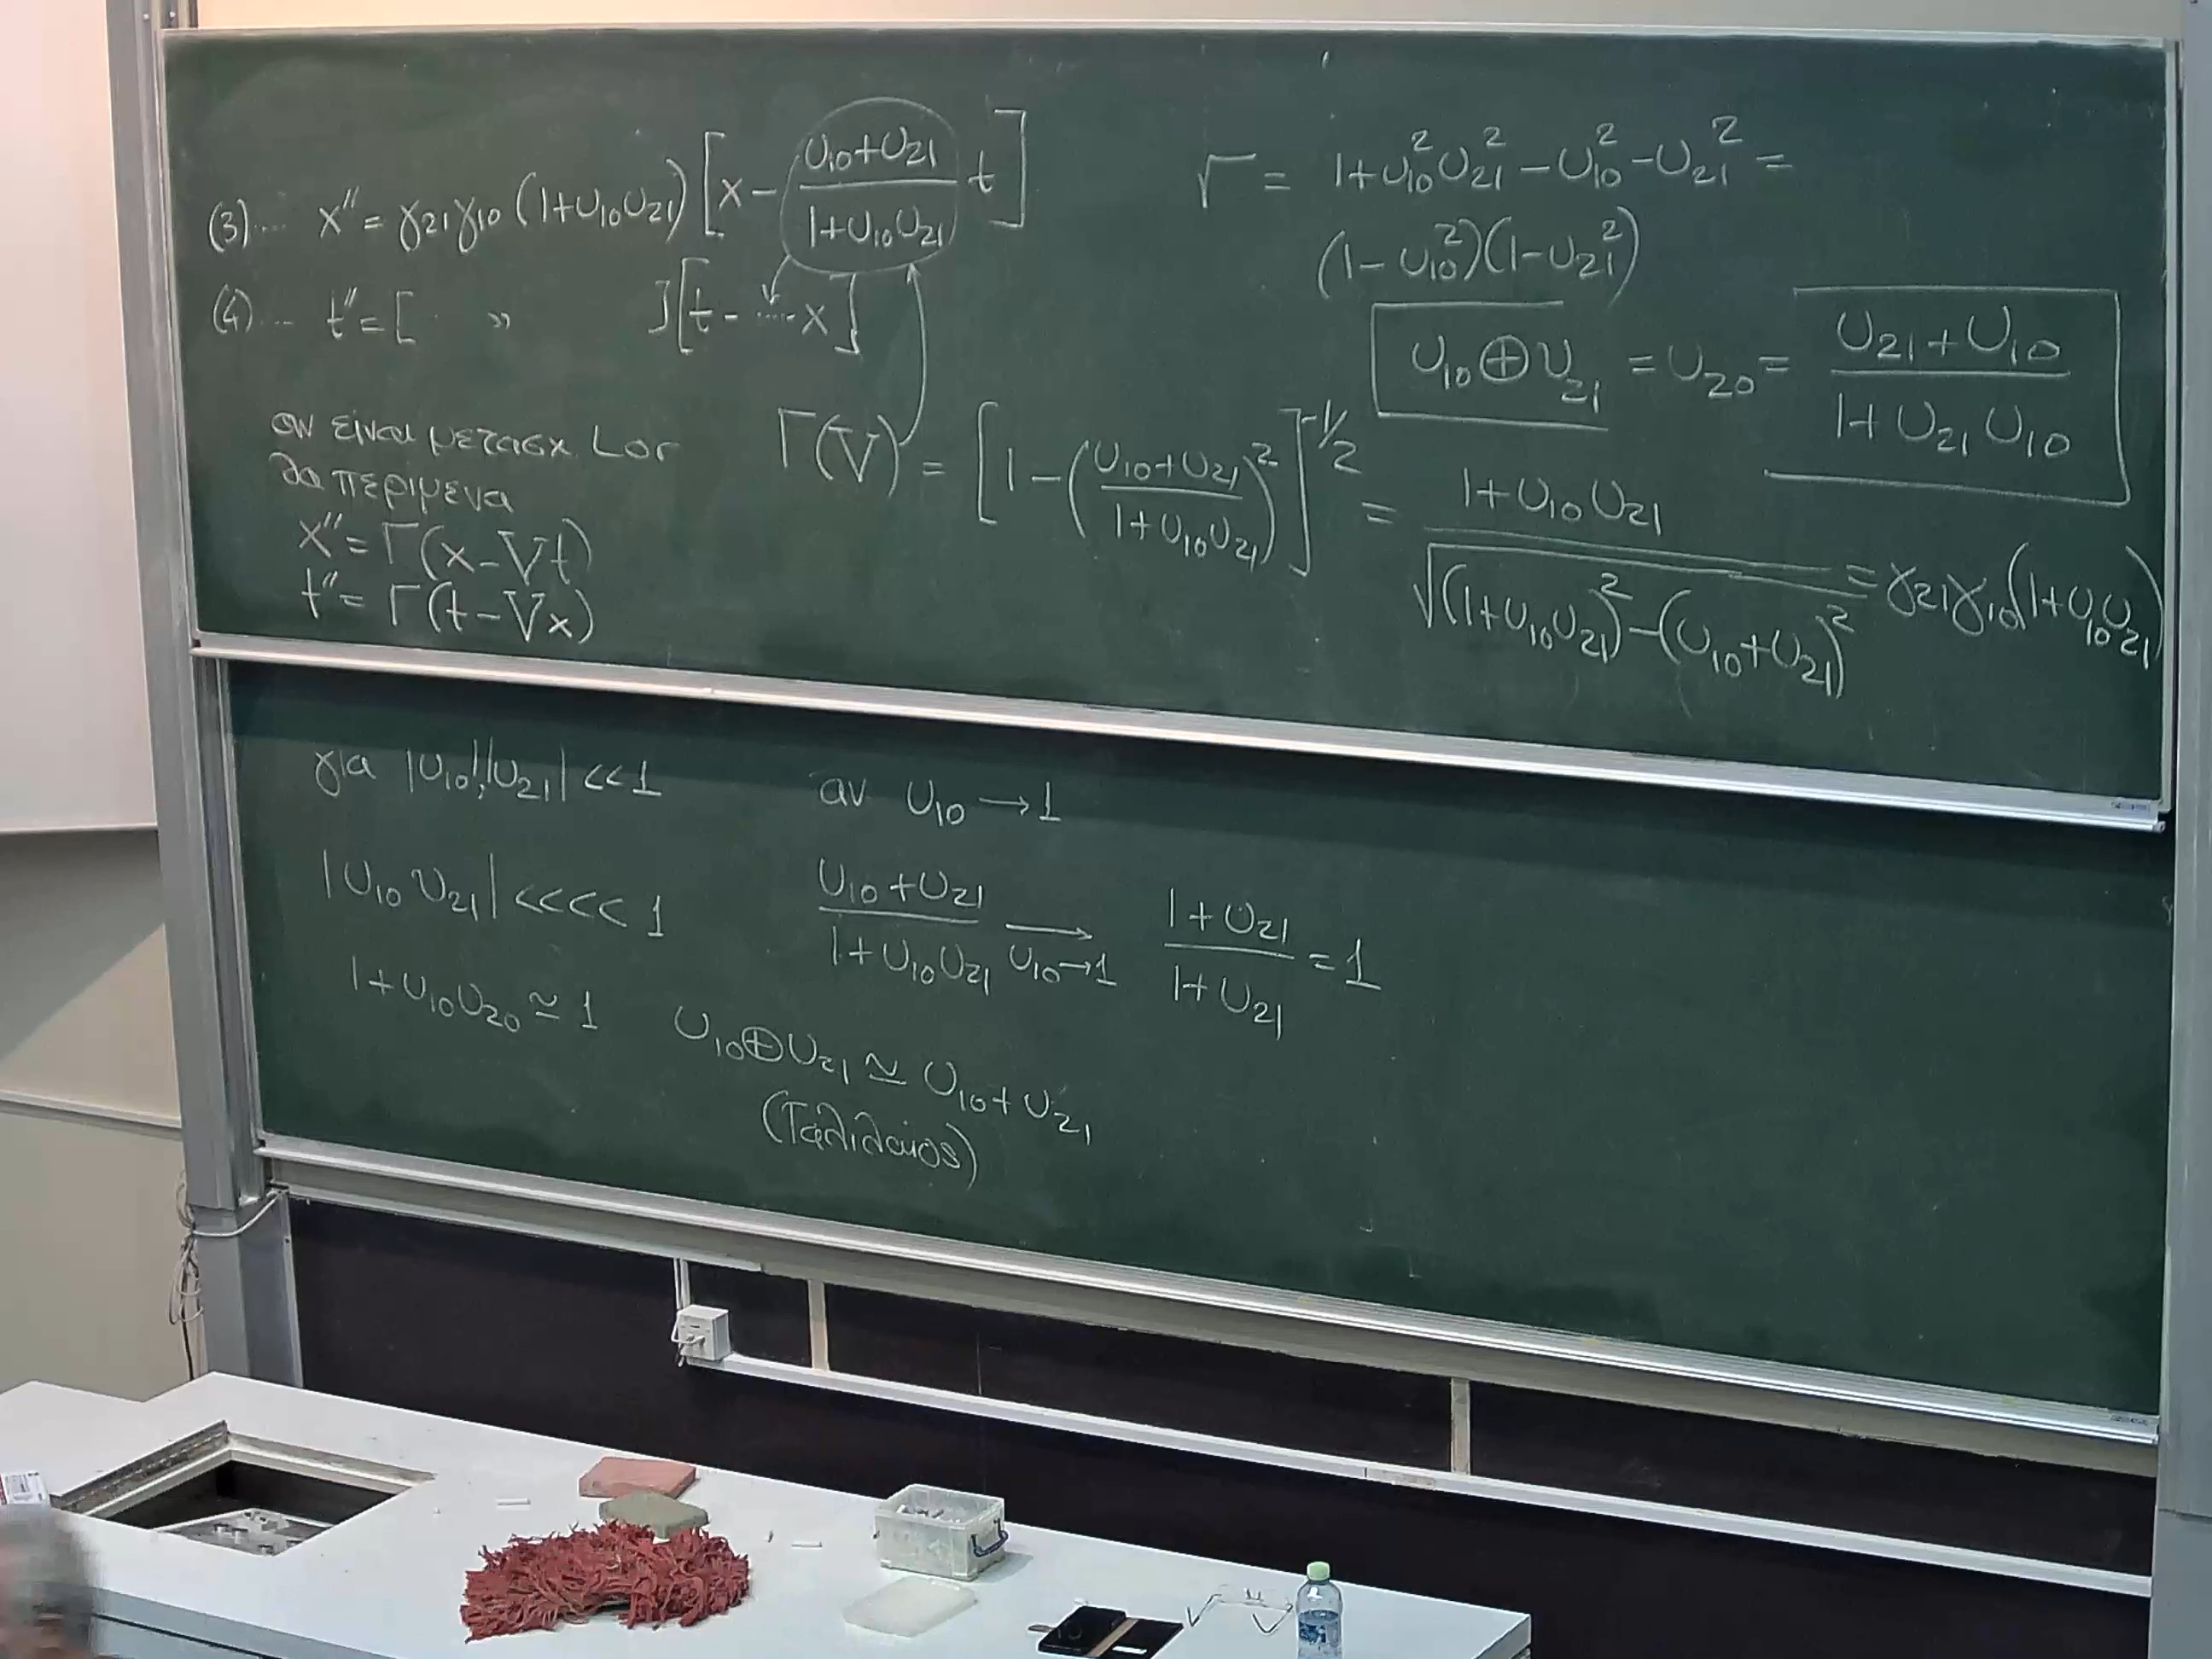 (3)... x'' = γ21 γ10 (1+υ10υ21) [x - (υ10+υ21)/(1+υ10υ21) t]
(4)... t'' = [ " ] [t - ..... x]
αν είναι μετασχ. Lor
θα περιμενα
x'' = Γ(x-Vt)
t'' = Γ(t-Vx)
Γ(V) = [1-((υ10+υ21)/(1+υ10υ21))²]^(-1/2) = (1+υ10υ21)/√((1+υ10υ21)²-(υ10+υ21)²) = γ21γ10(1+υ10υ21)
√ = 1+υ10²υ21²-υ10²-υ21² =
(1-υ10²)(1-υ21²)
υ10⊕υ21 = υ20 = (υ21+υ10)/(1+υ21υ10)
για |υ10|,|υ21| << 1
|υ10 υ21| <<<< 1
1+υ10υ20 ≃ 1
αν υ10 → 1
(υ10+υ21)/(1+υ10υ21) →(υ10→1) (1+υ21)/(1+υ21) = 1
υ10⊕υ21 ≃ υ10+υ21
(Γαλιλαίος)